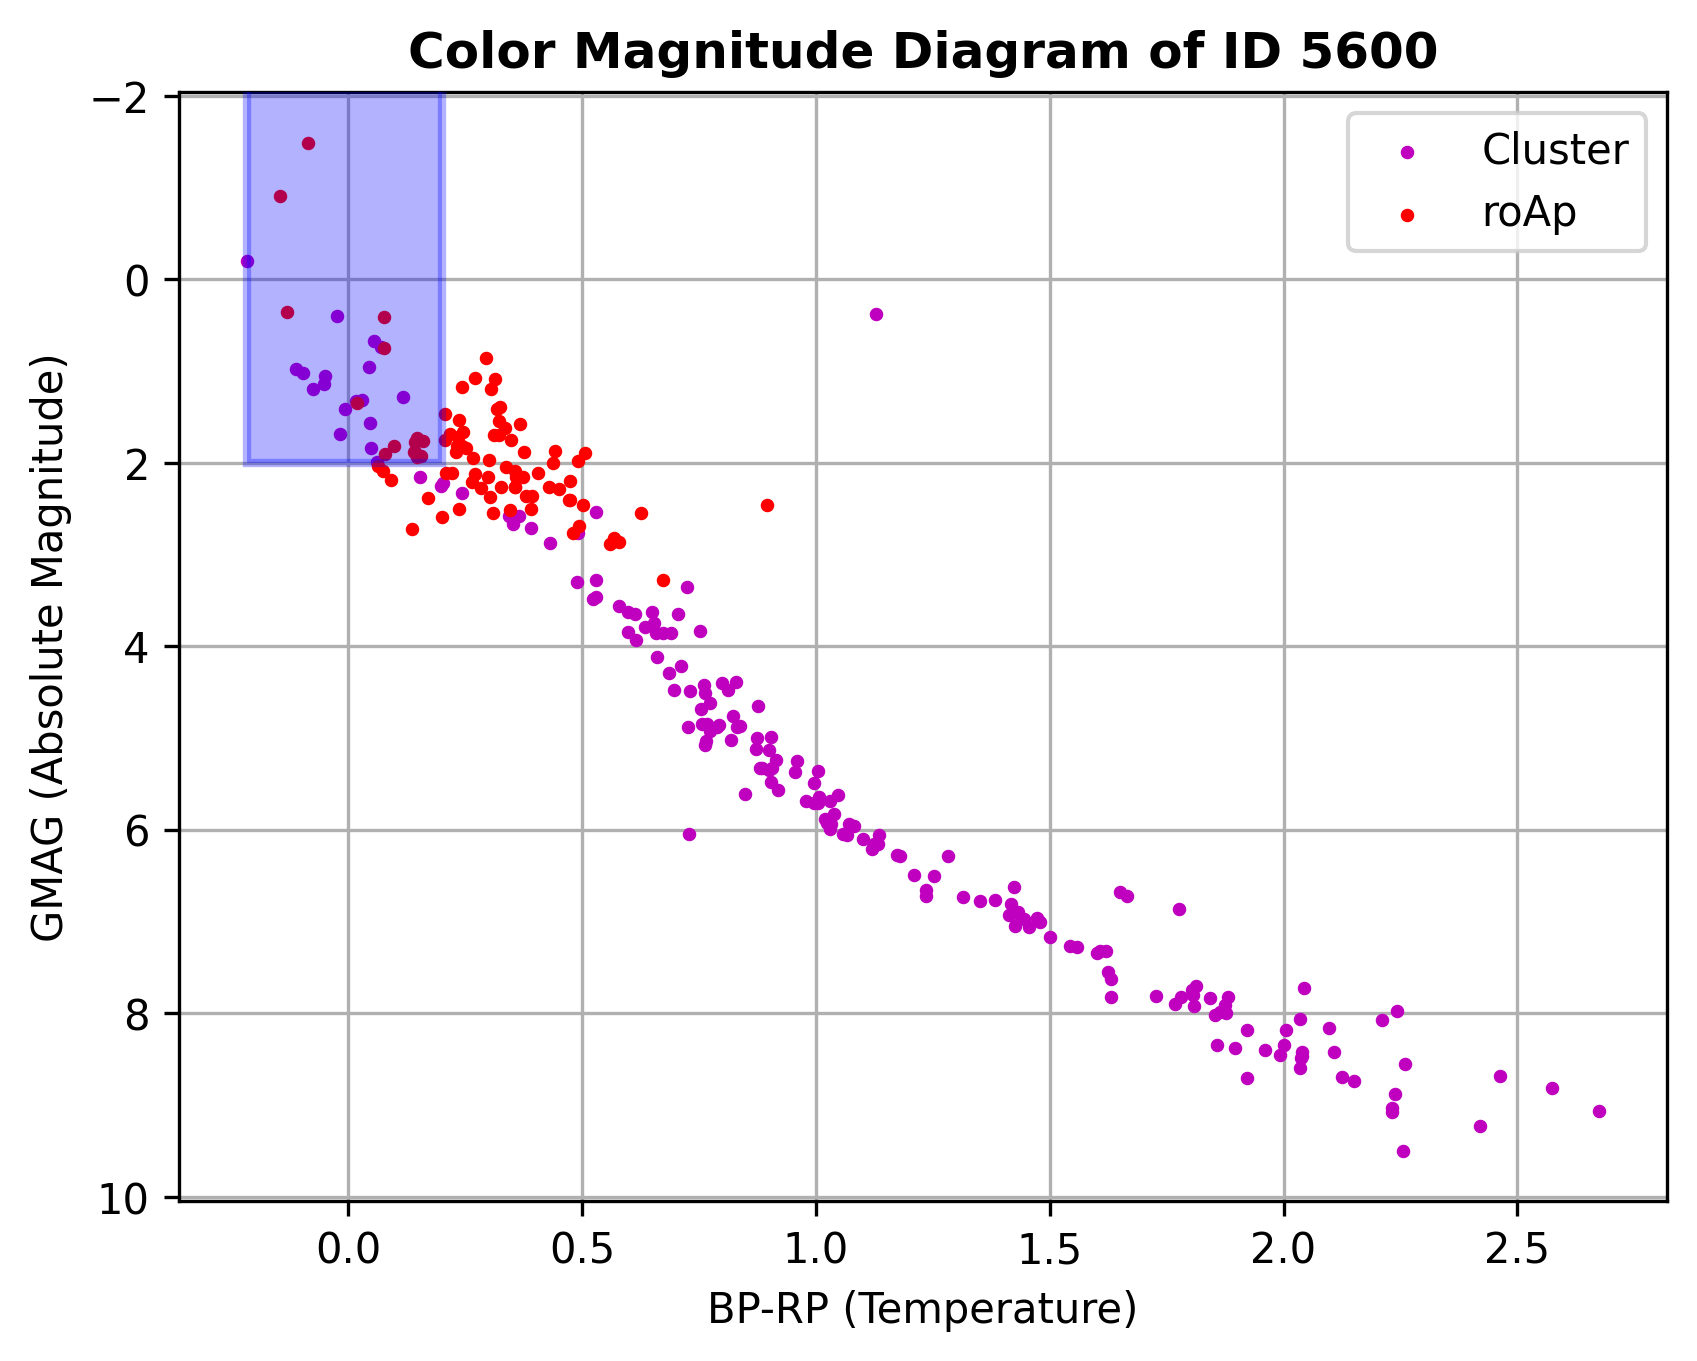 Color Magnitude Diagram of ID 5600
Cluster
roAp
−2
0
2
4
6
8
10
GMAG (Absolute Magnitude)
0.0 0.5 1.0 1.5 2.0 2.5
BP-RP (Temperature)